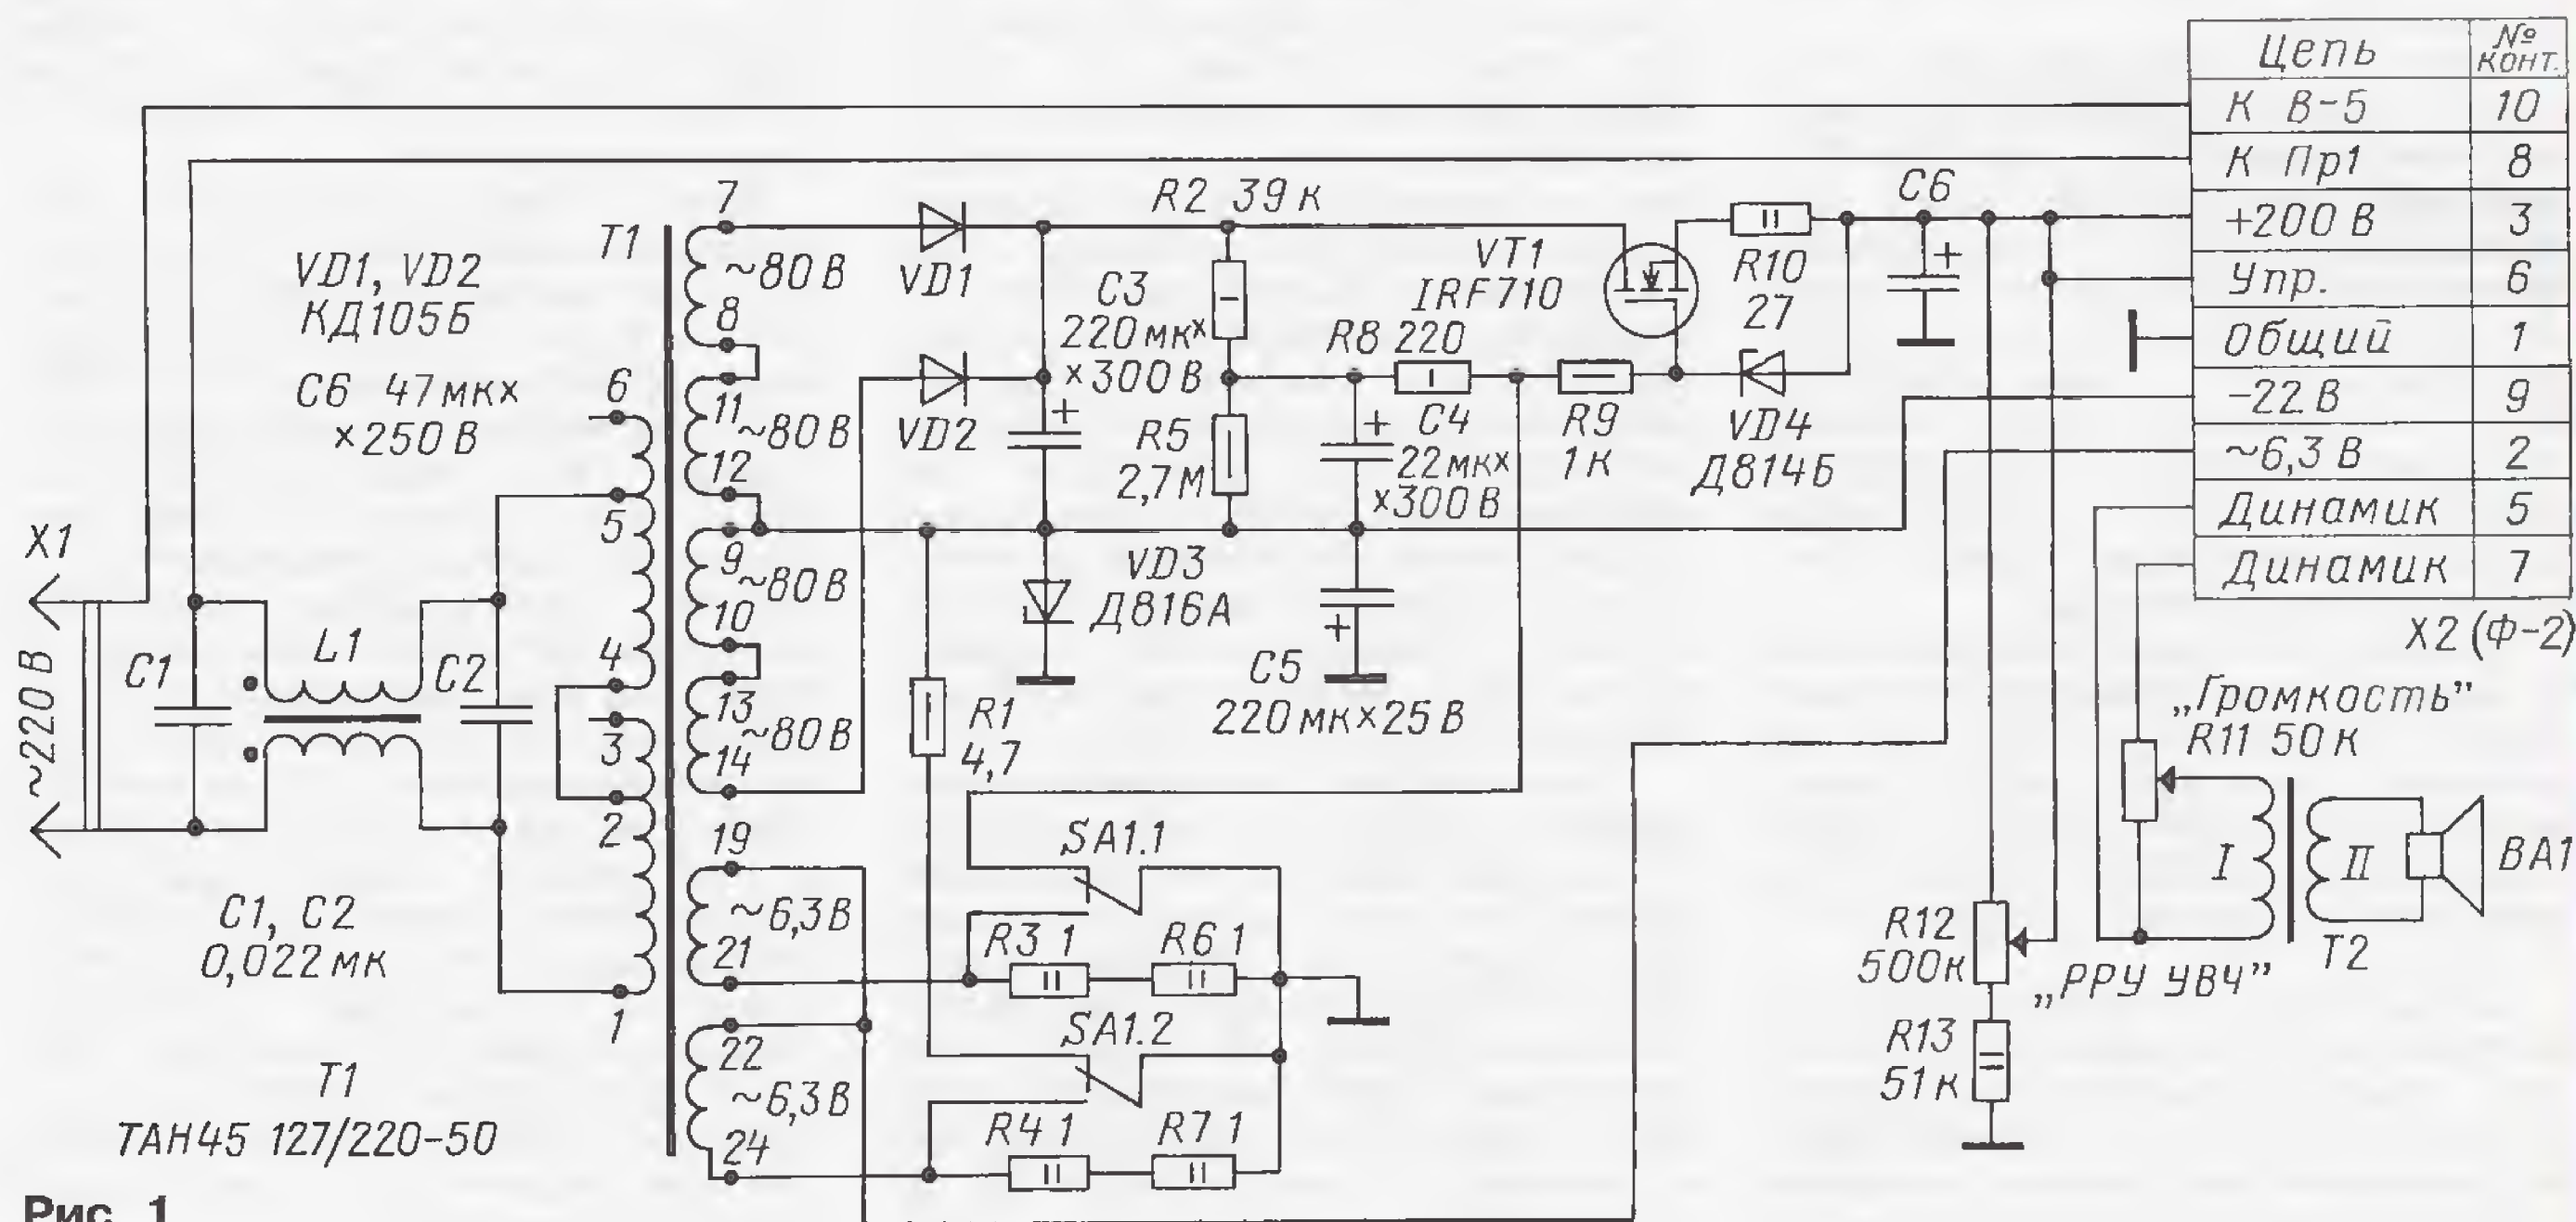 Цепь
№ конт.
К В-5
10
К Пр1
8
+200 В
3
Упр.
6
Общий
1
-22 В
9
~6,3 В
2
Динамик
5
Динамик
7
X2 (Ф-2)
VD1, VD2
КД105Б
C6 47 мк×
×250 В
X1
~220 В
C1
L1
C2
C1, C2
0,022 мк
T1
ТАН45 127/220-50
Рис. 1
T1
6
5
4
3
2
1
7
~80 В
8
11
~80 В
12
9
~80 В
10
13
~80 В
14
19
~6,3 В
21
22
~6,3 В
24
VD1
VD2
R2 39 к
C3
220 мк×
×300 В
R5
2,7 М
R8 220
C4
22 мк×
×300 В
VT1
IRF710
R9
1 к
R10
27
VD4
Д814Б
C6
VD3
Д816А
C5
220 мк×25 В
R1
4,7
SA1.1
R3 1
R6 1
SA1.2
R4 1
R7 1
R12
500к
„РРУ УВЧ”
R13
51 к
„Громкость”
R11 50 к
I
II
T2
BA1
+
+
+
+